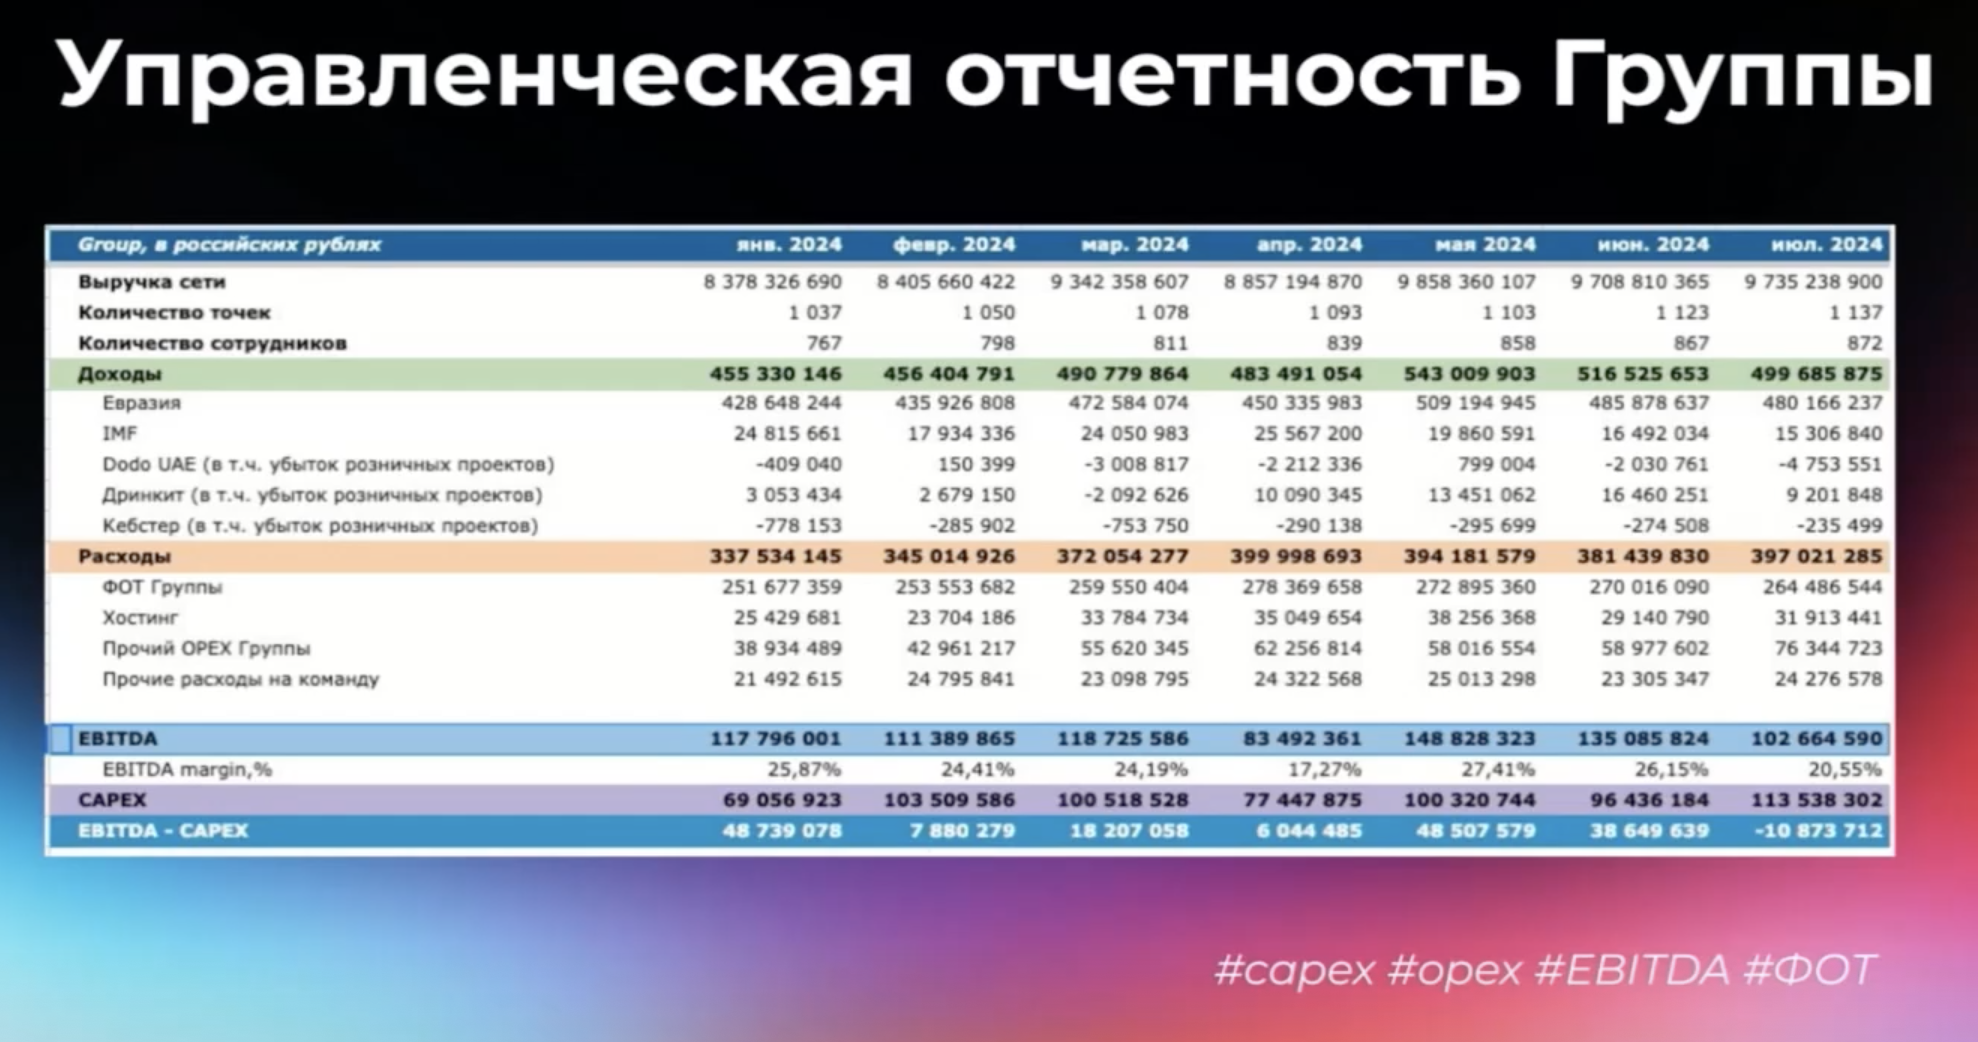 Управленческая отчетность Группы
Group, в российских рублях янв. 2024 февр. 2024 мар. 2024 апр. 2024 мая 2024 июн. 2024 июл. 2024
Выручка сети 8 378 326 690 8 405 660 422 9 342 358 607 8 857 194 870 9 858 360 107 9 708 810 365 9 735 238 900
Количество точек 1 037 1 050 1 078 1 093 1 103 1 123 1 137
Количество сотрудников 767 798 811 839 858 867 872
Доходы 455 330 146 456 404 791 490 779 864 483 491 054 543 009 903 516 525 653 499 685 875
Евразия 428 648 244 435 926 808 472 584 074 450 335 983 509 194 945 485 878 637 480 166 237
IMF 24 815 661 17 934 336 24 050 983 25 567 200 19 860 591 16 492 034 15 306 840
Dodo UAE (в т.ч. убыток розничных проектов) -409 040 150 399 -3 008 817 -2 212 336 799 004 -2 030 761 -4 753 551
Дринкит (в т.ч. убыток розничных проектов) 3 053 434 2 679 150 -2 092 626 10 090 345 13 451 062 16 460 251 9 201 848
Кебстер (в т.ч. убыток розничных проектов) -778 153 -285 902 -753 750 -290 138 -295 699 -274 508 -235 499
Расходы 337 534 145 345 014 926 372 054 277 399 998 693 394 181 579 381 439 830 397 021 285
ФОТ Группы 251 677 359 253 553 682 259 550 404 278 369 658 272 895 360 270 016 090 264 486 544
Хостинг 25 429 681 23 704 186 33 784 734 35 049 654 38 256 368 29 140 790 31 913 441
Прочий OPEX Группы 38 934 489 42 961 217 55 620 345 62 256 814 58 016 554 58 977 602 76 344 723
Прочие расходы на команду 21 492 615 24 795 841 23 098 795 24 322 568 25 013 298 23 305 347 24 276 578
EBITDA 117 796 001 111 389 865 118 725 586 83 492 361 148 828 323 135 085 824 102 664 590
EBITDA margin,% 25,87% 24,41% 24,19% 17,27% 27,41% 26,15% 20,55%
CAPEX 69 056 923 103 509 586 100 518 528 77 447 875 100 320 744 96 436 184 113 538 302
EBITDA - CAPEX 48 739 078 7 880 279 18 207 058 6 044 485 48 507 579 38 649 639 -10 873 712
#capex #opex #EBITDA #ФОТ